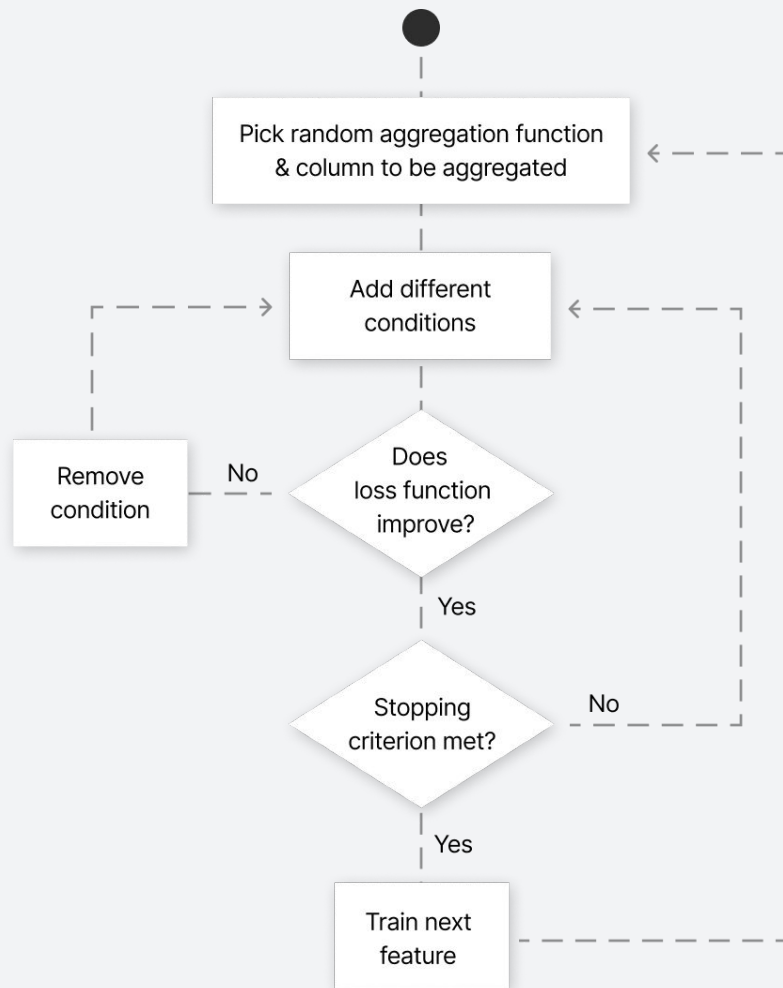 Pick random aggregation function
& column to be aggregated
Add different
conditions
Does
loss function
improve?
No
Remove
condition
Yes
Stopping
criterion met?
No
Yes
Train next
feature